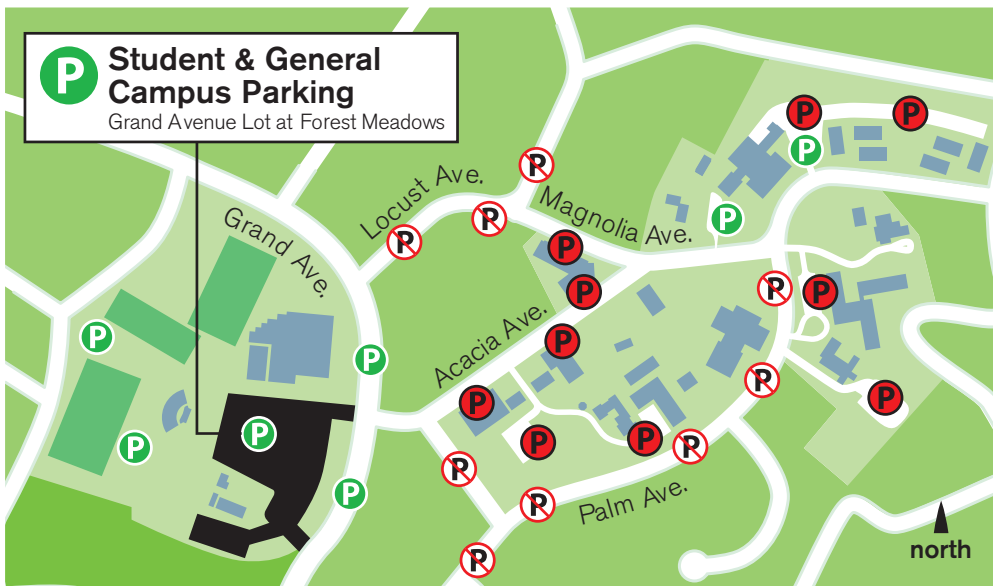 P Student & General
Campus Parking
Grand Avenue Lot at Forest Meadows
P
P
P
P
Locust Ave.
P
Magnolia Ave.
P
P
P
Grand Ave.
P
P
P
P
P
P
Acacia Ave.
P
P
P
P
P
P
P
P
P
P
P
P
P
Palm Ave.
P
north